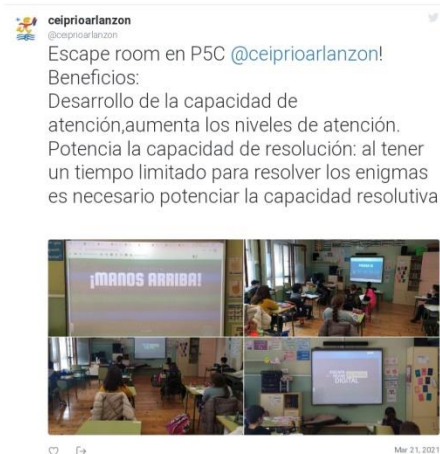 ceiprioarlanzon
@ceiprioarlanzon
Escape room en P5C @ceiprioarlanzon!
Beneficios:
Desarrollo de la capacidad de
atención,aumenta los niveles de atención.
Potencia la capacidad de resolución: al tener
un tiempo limitado para resolver los enigmas
es necesario potenciar la capacidad resolutiva
¡MANOS ARRIBA!
DIGITAL
Mar 21, 2021